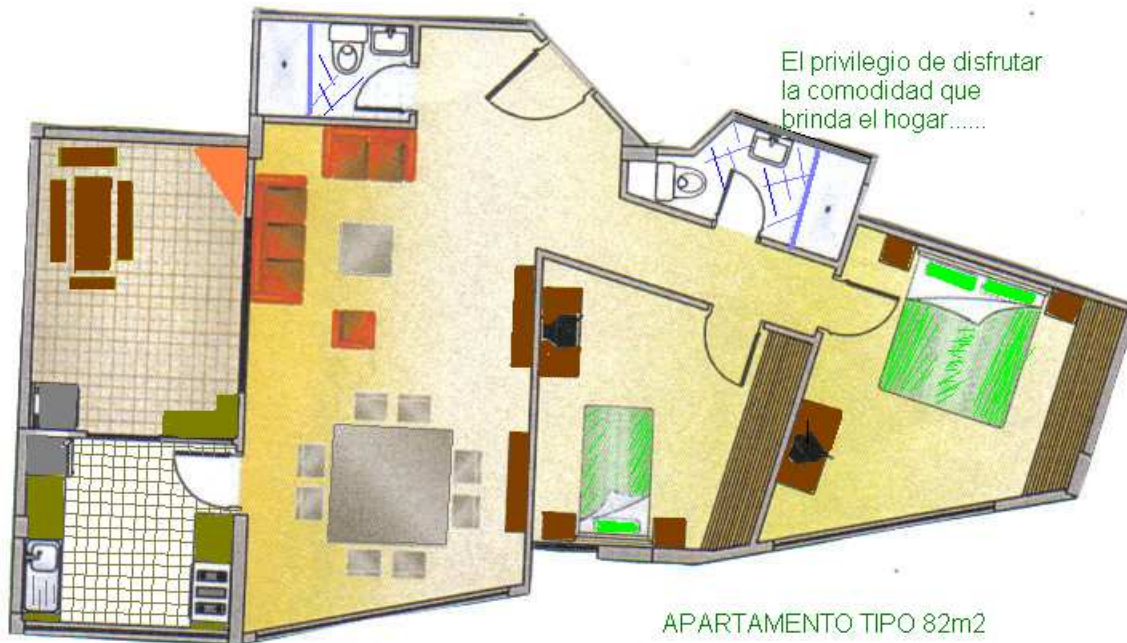 El privilegio de disfrutar
la comodidad que
brinda el hogar......
APARTAMENTO TIPO 82m2